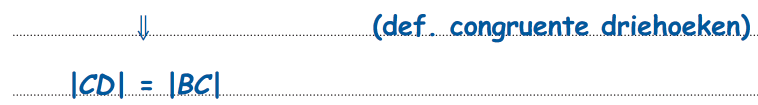 ⇓ (def. congruente driehoeken)
|CD| = |BC|